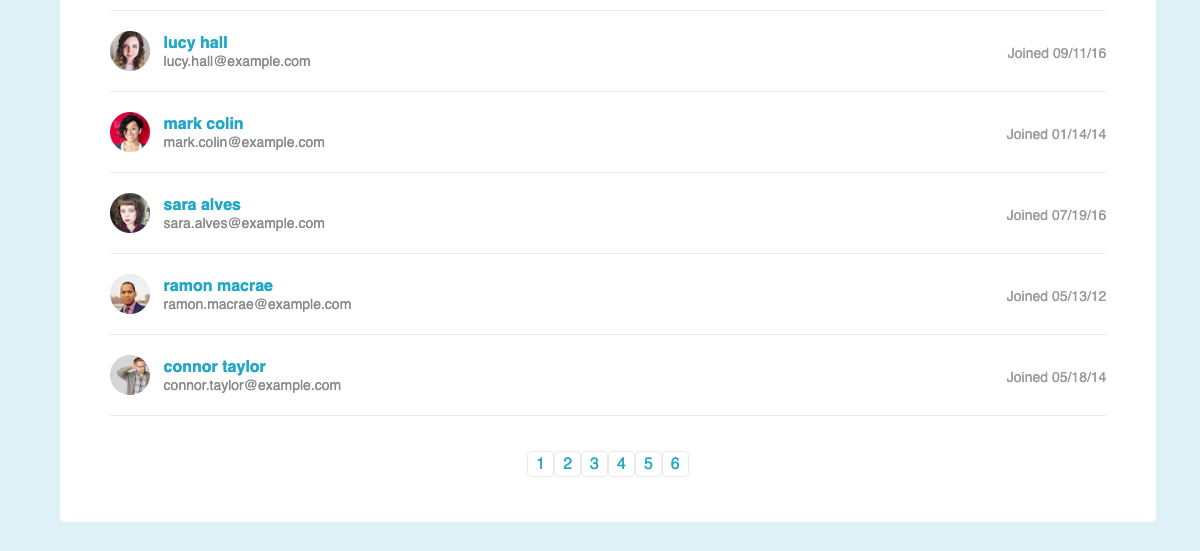 lucy hall
lucy.hall@example.com
Joined 09/11/16
mark colin
mark.colin@example.com
Joined 01/14/14
sara alves
sara.alves@example.com
Joined 07/19/16
ramon macrae
ramon.macrae@example.com
Joined 05/13/12
connor taylor
connor.taylor@example.com
Joined 05/18/14
1 2 3 4 5 6